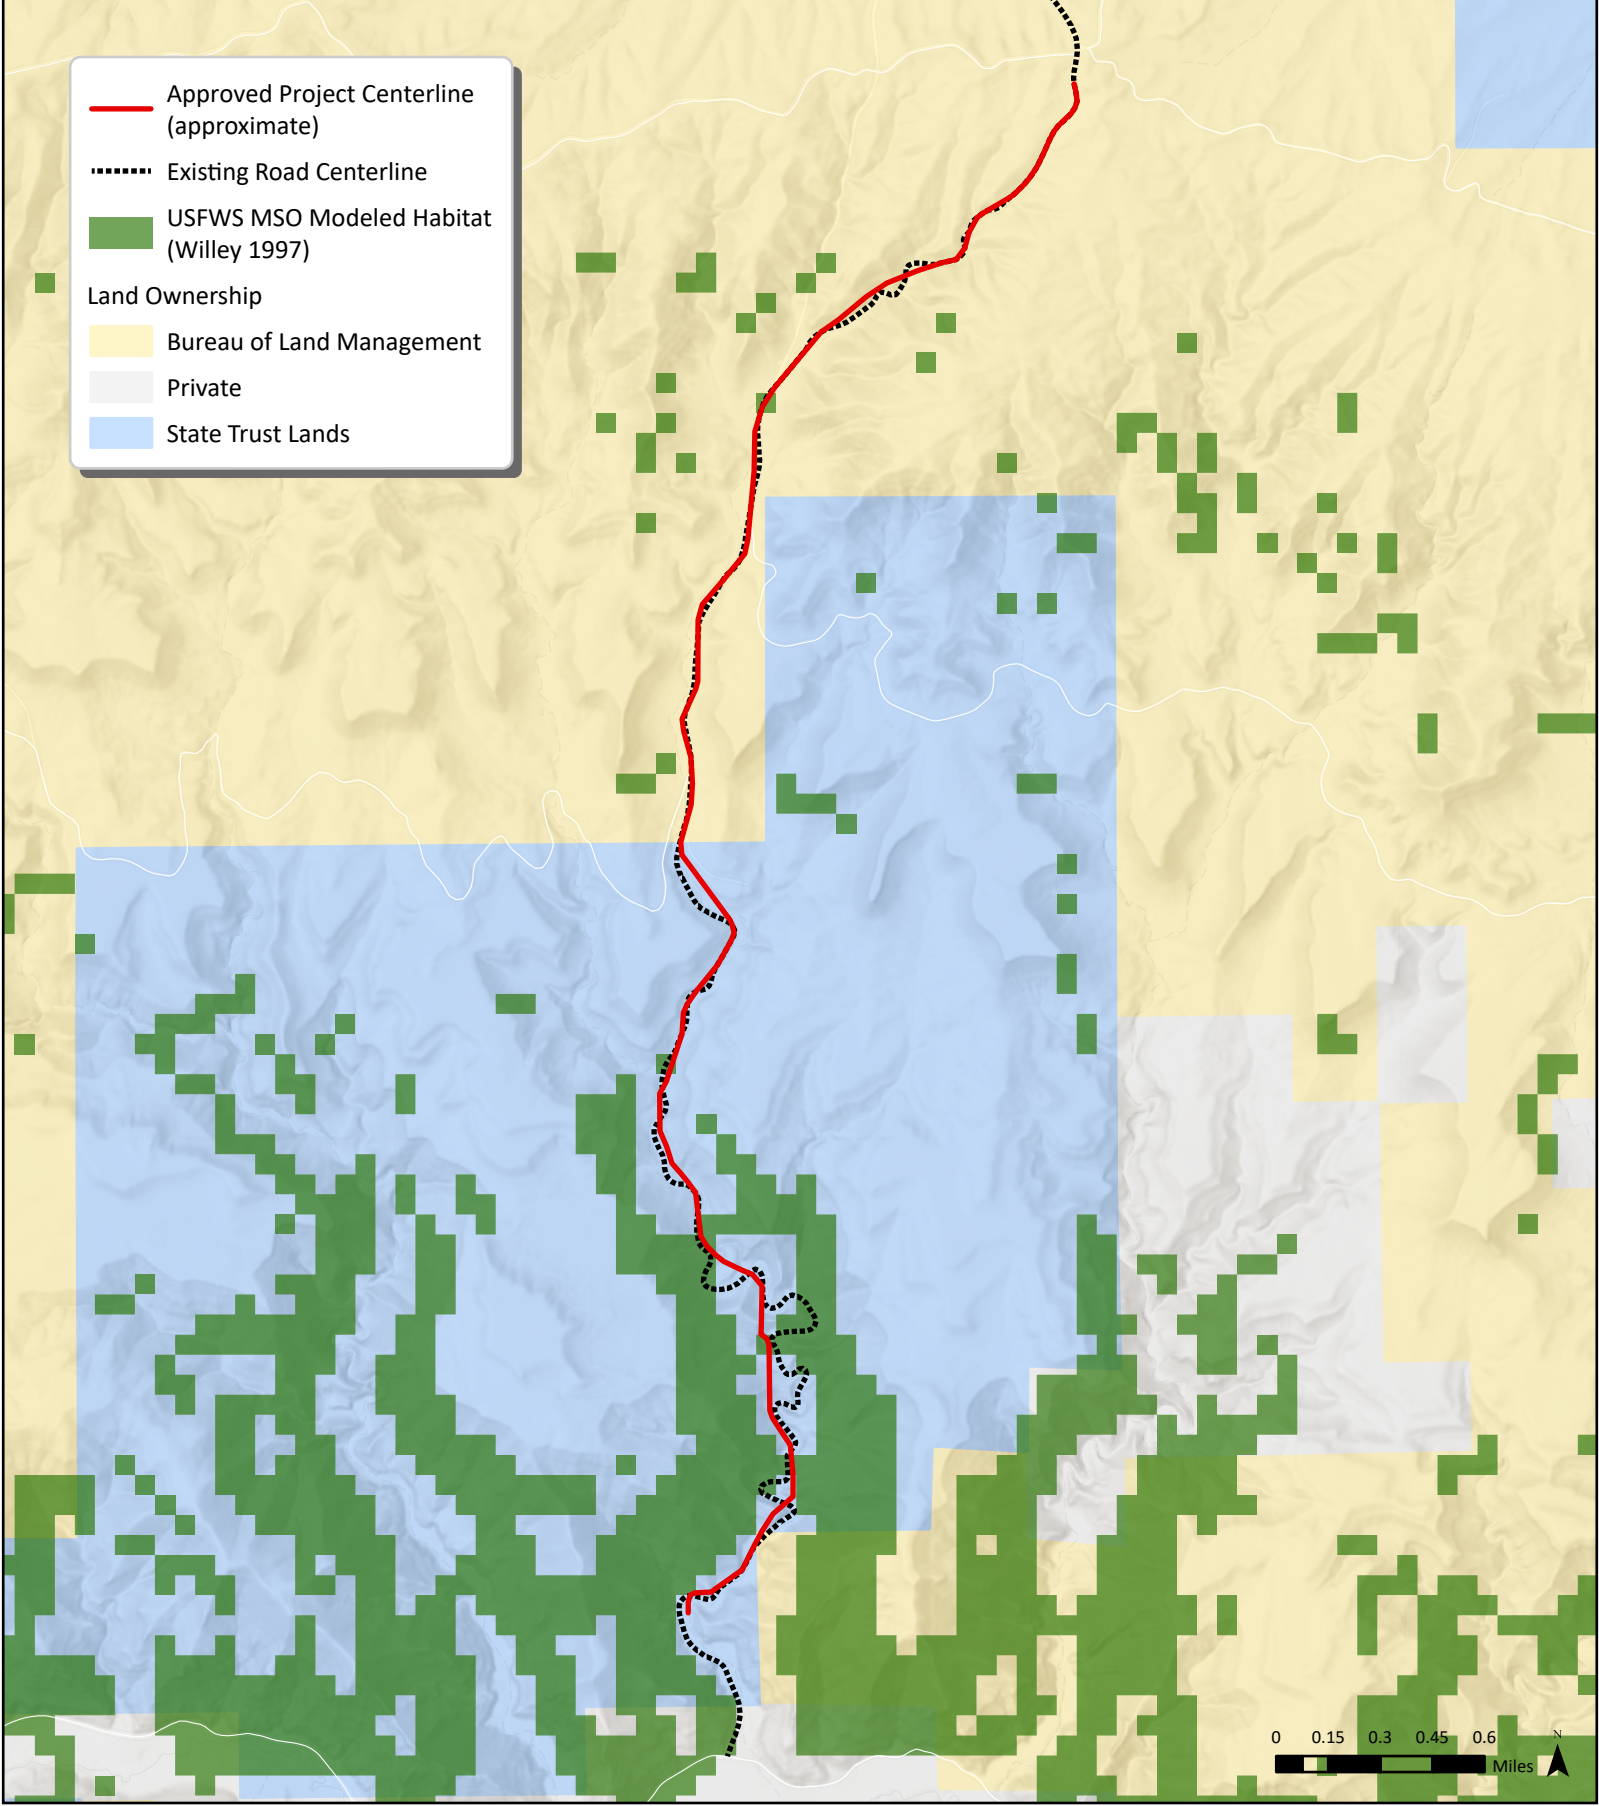 Approved Project Centerline
(approximate)
Existing Road Centerline
USFWS MSO Modeled Habitat
(Willey 1997)
Land Ownership
Bureau of Land Management
Private
State Trust Lands
0 0.15 0.3 0.45 0.6
Miles
N